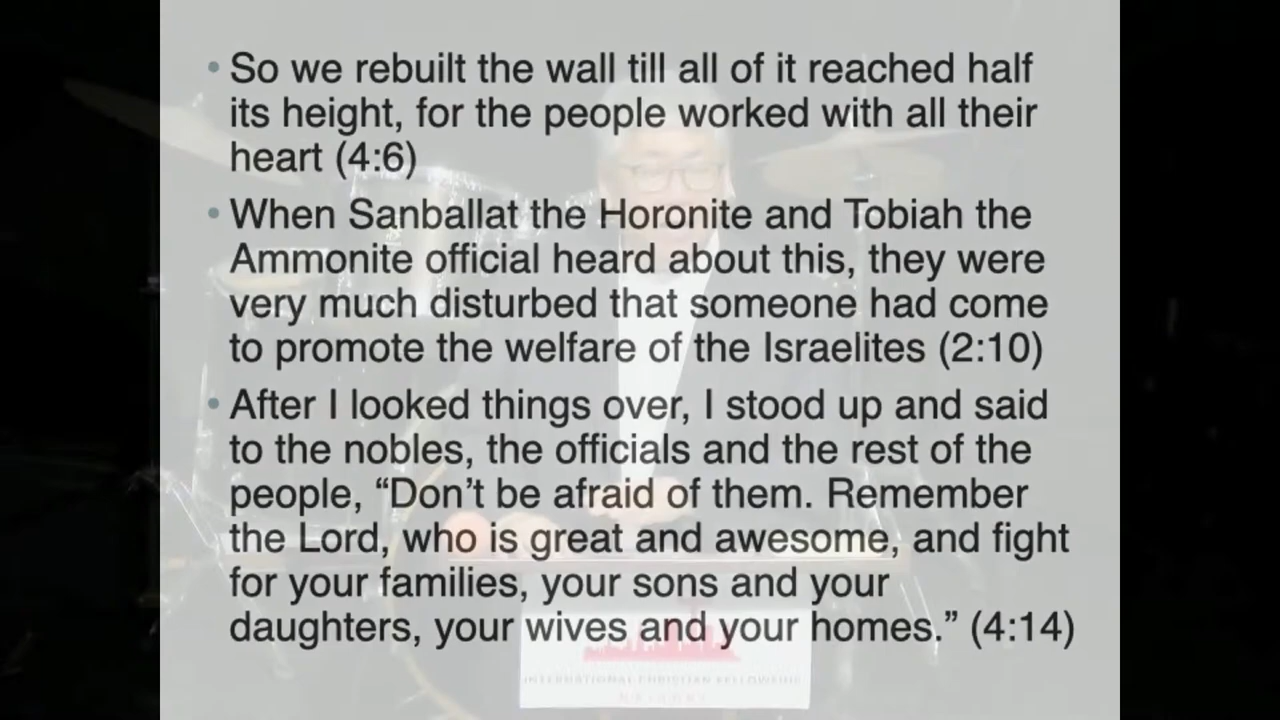 • So we rebuilt the wall till all of it reached half
its height, for the people worked with all their
heart (4:6)
• When Sanballat the Horonite and Tobiah the
Ammonite official heard about this, they were
very much disturbed that someone had come
to promote the welfare of the Israelites (2:10)
• After I looked things over, I stood up and said
to the nobles, the officials and the rest of the
people, “Don’t be afraid of them. Remember
the Lord, who is great and awesome, and fight
for your families, your sons and your
daughters, your wives and your homes.” (4:14)
INTERNATIONAL CHRISTIAN FELLOWSHIP